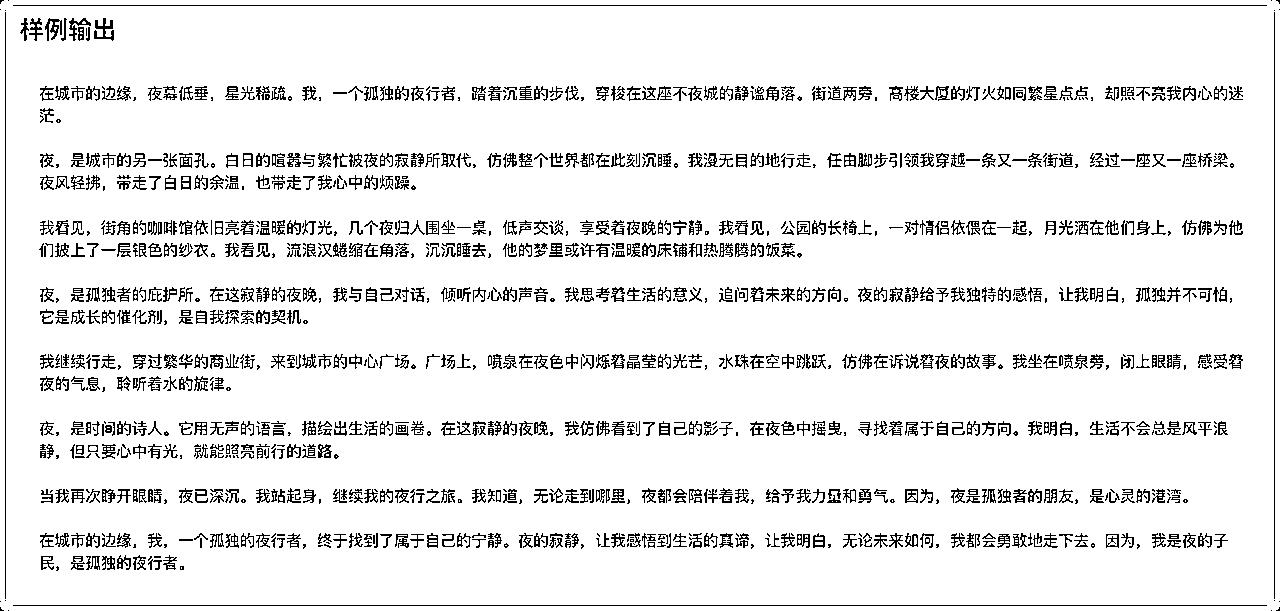 样例输出
在城市的边缘，夜幕低垂，星光稀疏。我，一个孤独的夜行者，踏着沉重的步伐，穿梭在这座不夜城的静谧角落。街道两旁，高楼大厦的灯火如同繁星点点，却照不亮我内心的迷
茫。
夜，是城市的另一张面孔。白日的喧嚣与繁忙被夜的寂静所取代，仿佛整个世界都在此刻沉睡。我漫无目的地行走，任由脚步引领我穿越一条又一条街道，经过一座又一座桥梁。
夜风轻拂，带走了白日的余温，也带走了我心中的烦躁。
我看见，街角的咖啡馆依旧亮着温暖的灯光，几个夜归人围坐一桌，低声交谈，享受着夜晚的宁静。我看见，公园的长椅上，一对情侣依偎在一起，月光洒在他们身上，仿佛为他
们披上了一层银色的纱衣。我看见，流浪汉蜷缩在角落，沉沉睡去，他的梦里或许有温暖的床铺和热腾腾的饭菜。
夜，是孤独者的庇护所。在这寂静的夜晚，我与自己对话，倾听内心的声音。我思考着生活的意义，追问着未来的方向。夜的寂静给予我独特的感悟，让我明白，孤独并不可怕，
它是成长的催化剂，是自我探索的契机。
我继续行走，穿过繁华的商业街，来到城市的中心广场。广场上，喷泉在夜色中闪烁着晶莹的光芒，水珠在空中跳跃，仿佛在诉说着夜的故事。我坐在喷泉旁，闭上眼睛，感受着
夜的气息，聆听着水的旋律。
夜，是时间的诗人。它用无声的语言，描绘出生活的画卷。在这寂静的夜晚，我仿佛看到了自己的影子，在夜色中摇曳，寻找着属于自己的方向。我明白，生活不会总是风平浪
静，但只要心中有光，就能照亮前行的道路。
当我再次睁开眼睛，夜已深沉。我站起身，继续我的夜行之旅。我知道，无论走到哪里，夜都会陪伴着我，给予我力量和勇气。因为，夜是孤独者的朋友，是心灵的港湾。
在城市的边缘，我，一个孤独的夜行者，终于找到了属于自己的宁静。夜的寂静，让我感悟到生活的真谛，让我明白，无论未来如何，我都会勇敢地走下去。因为，我是夜的子
民，是孤独的夜行者。